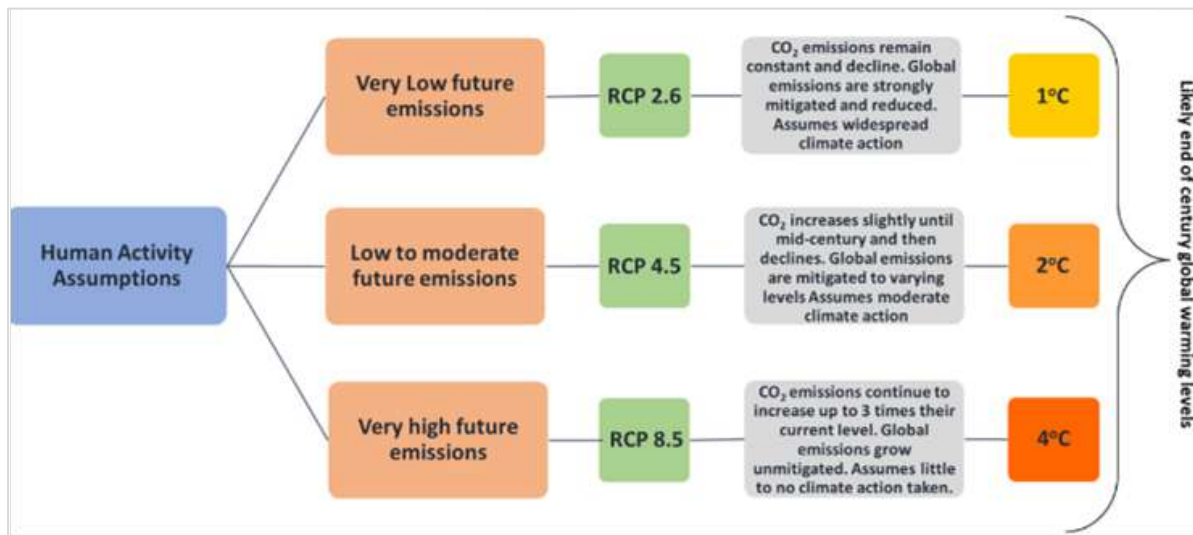 Human Activity
Assumptions
Very Low future
emissions
RCP 2.6
CO₂ emissions remain
constant and decline. Global
emissions are strongly
mitigated and reduced.
Assumes widespread
climate action
1°C
Low to moderate
future emissions
RCP 4.5
CO₂ increases slightly until
mid-century and then
declines. Global emissions
are mitigated to varying
levels Assumes moderate
climate action
2°C
Very high future
emissions
RCP 8.5
CO₂ emissions continue to
increase up to 3 times their
current level. Global
emissions grow
unmitigated. Assumes little
to no climate action taken.
4°C
Likely end of century global warming levels